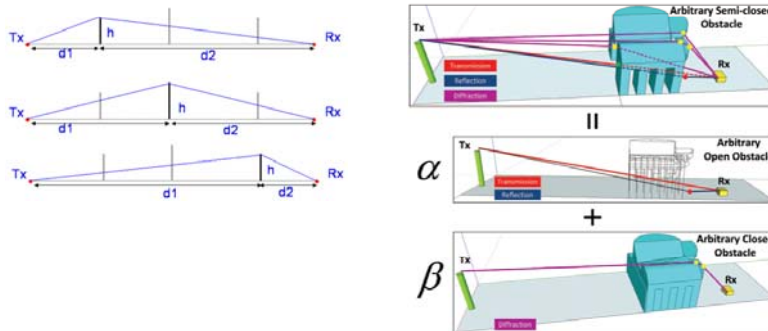 Tx
h
Rx
d1
d2
Tx
h
Rx
d1
d2
Tx
h
Rx
d1
d2
Arbitrary Semi-closed
Obstacle
Tx
Rx
Transmission
Reflection
Diffraction
=
α
Tx
Arbitrary
Open Obstacle
Rx
Transmission
Reflection
+
β
Arbitrary Close
Obstacle
Tx
Rx
Diffraction